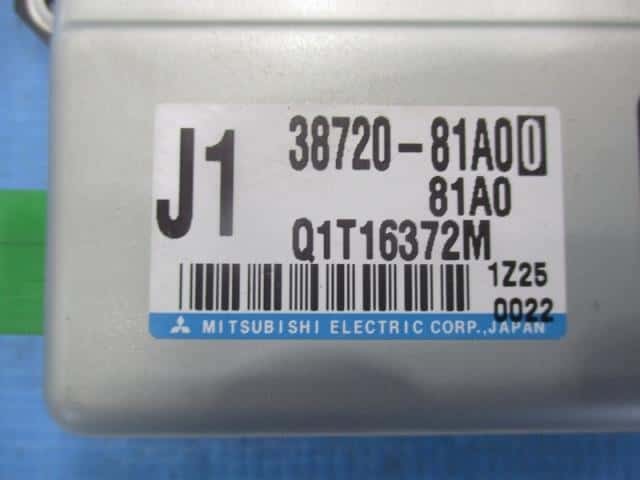 J1
38720-81A00
81A0
Q1T16372M
1Z25
0022
MITSUBISHI ELECTRIC CORP.,JAPAN